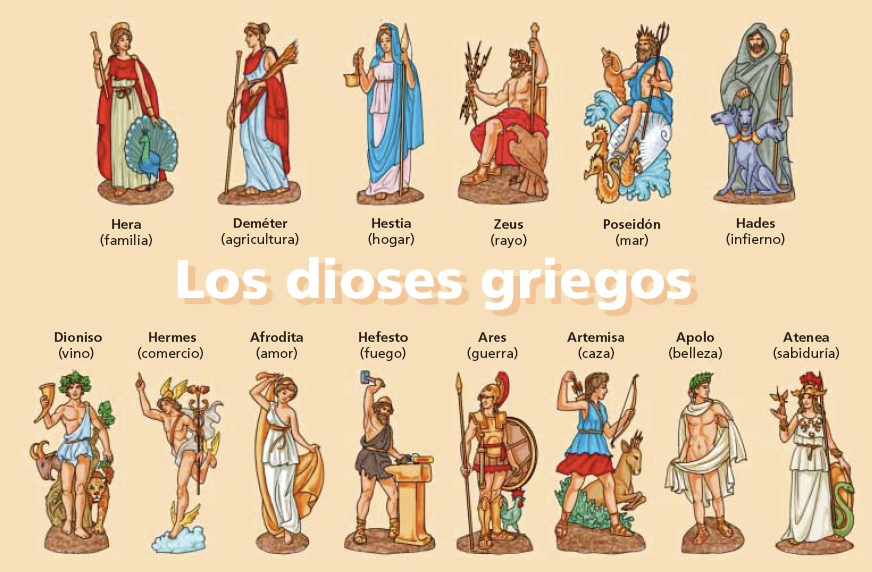 Hera
(familia)
Deméter
(agricultura)
Hestia
(hogar)
Zeus
(rayo)
Poseidón
(mar)
Hades
(infierno)
Los dioses griegos
Dioniso
(vino)
Hermes
(comercio)
Afrodita
(amor)
Hefesto
(fuego)
Ares
(guerra)
Artemisa
(caza)
Apolo
(belleza)
Atenea
(sabiduría)